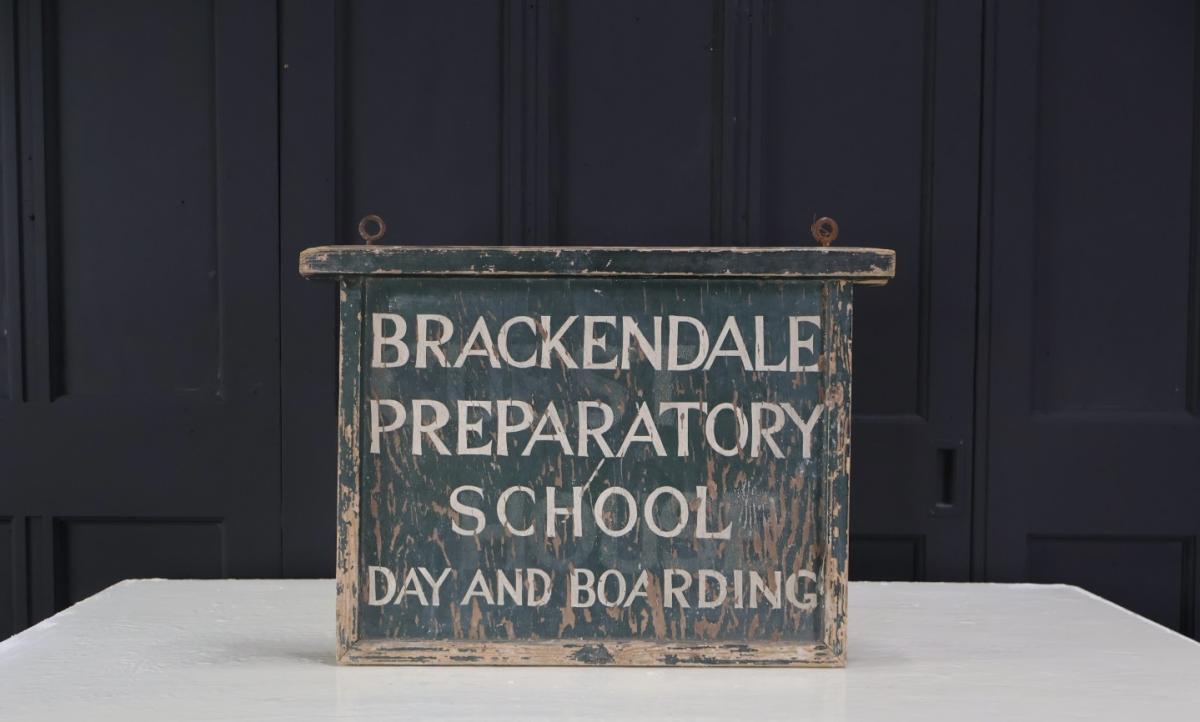 BRACKENDALE
PREPARATORY
SCHOOL
DAY AND BOARDING